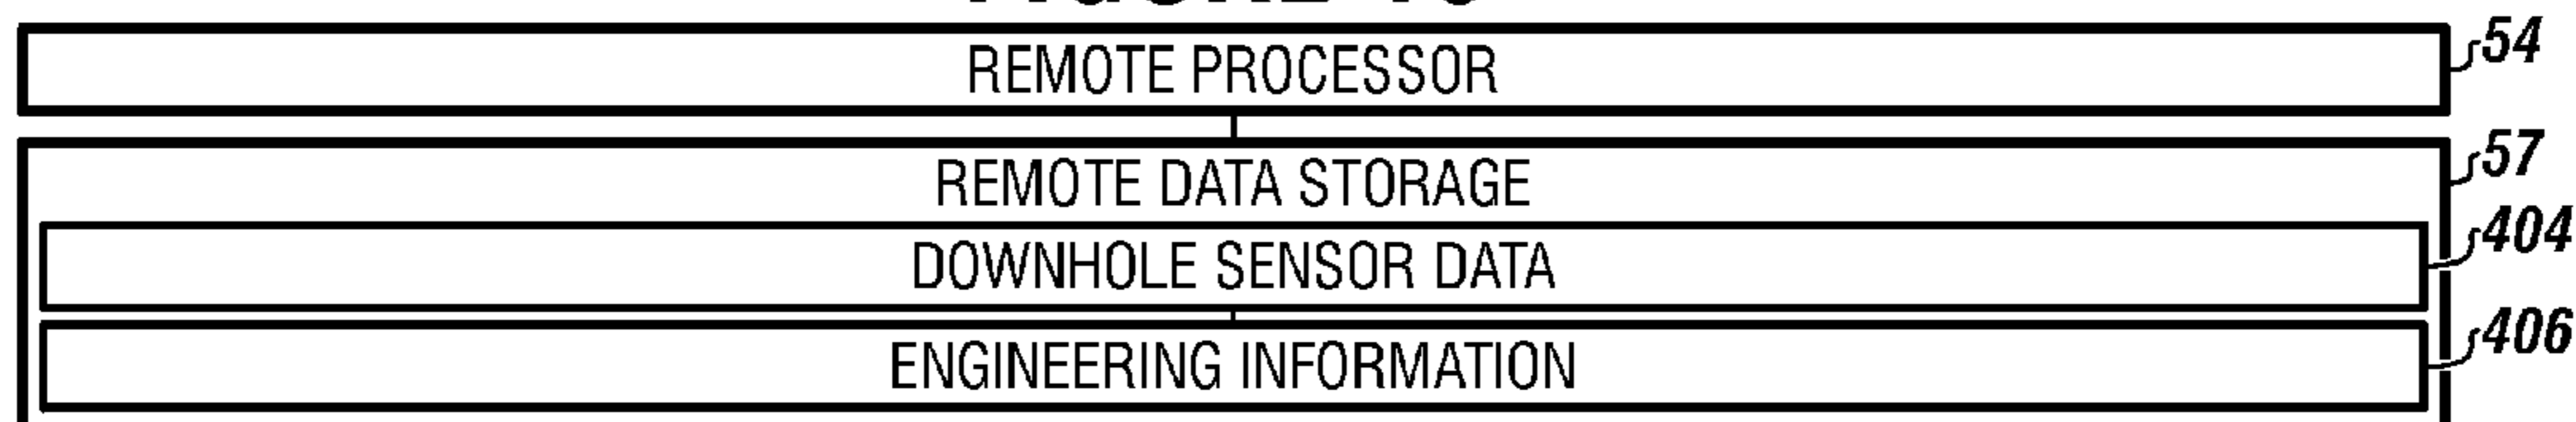 REMOTE PROCESSOR 54
REMOTE DATA STORAGE 57
DOWNHOLE SENSOR DATA 404
ENGINEERING INFORMATION 406